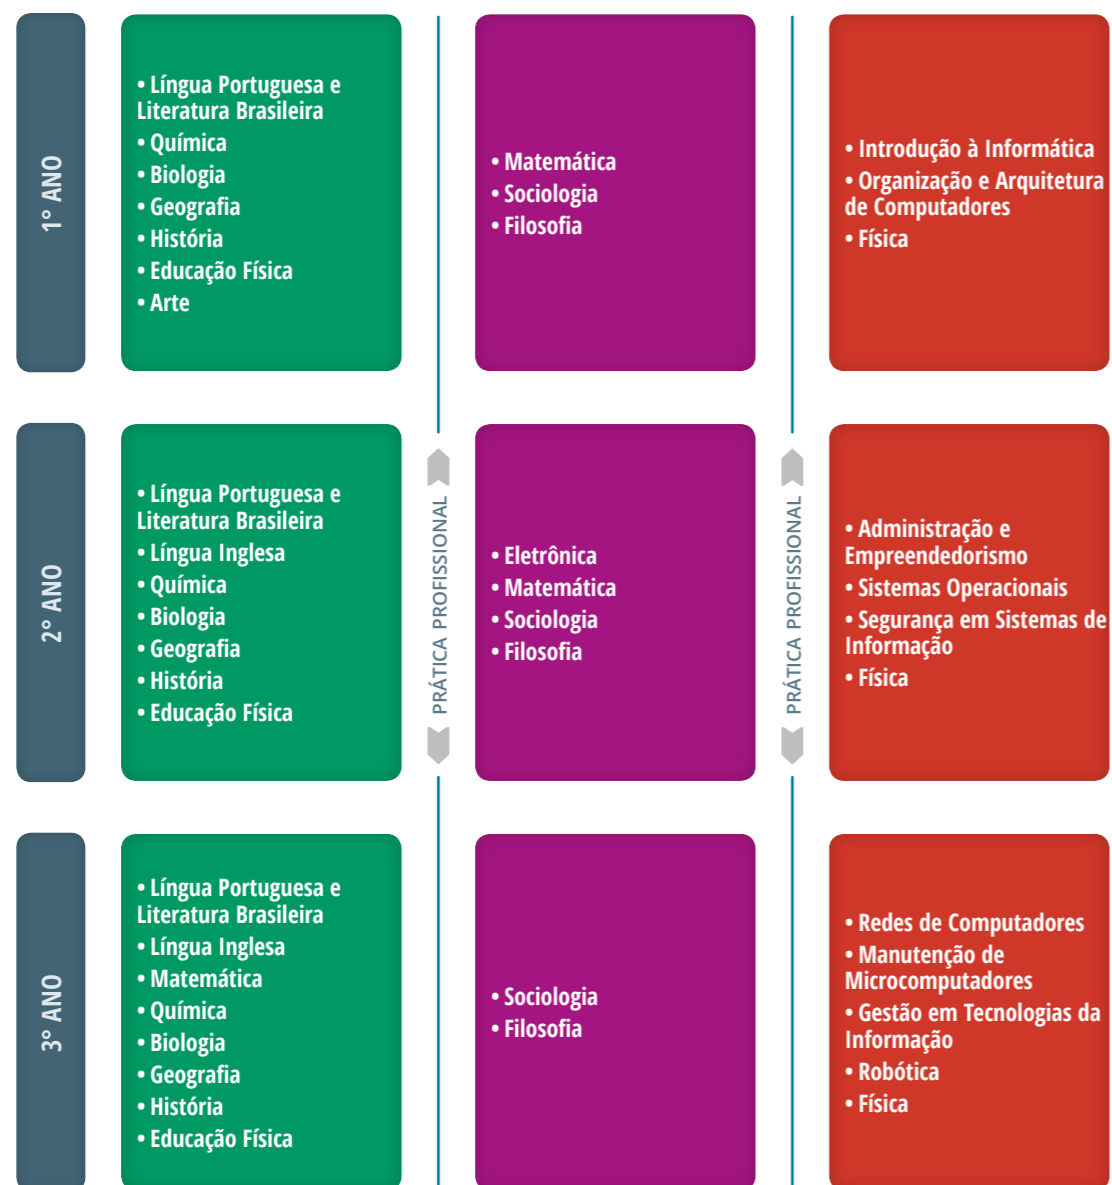 1º ANO
• Língua Portuguesa e
Literatura Brasileira
• Química
• Biologia
• Geografia
• História
• Educação Física
• Arte
• Matemática
• Sociologia
• Filosofia
• Introdução à Informática
• Organização e Arquitetura
de Computadores
• Física
2º ANO
• Língua Portuguesa e
Literatura Brasileira
• Língua Inglesa
• Química
• Biologia
• Geografia
• História
• Educação Física
PRÁTICA PROFISSIONAL
• Eletrônica
• Matemática
• Sociologia
• Filosofia
PRÁTICA PROFISSIONAL
• Administração e
Empreendedorismo
• Sistemas Operacionais
• Segurança em Sistemas de
Informação
• Física
3º ANO
• Língua Portuguesa e
Literatura Brasileira
• Língua Inglesa
• Matemática
• Química
• Biologia
• Geografia
• História
• Educação Física
• Sociologia
• Filosofia
• Redes de Computadores
• Manutenção de
Microcomputadores
• Gestão em Tecnologias da
Informação
• Robótica
• Física